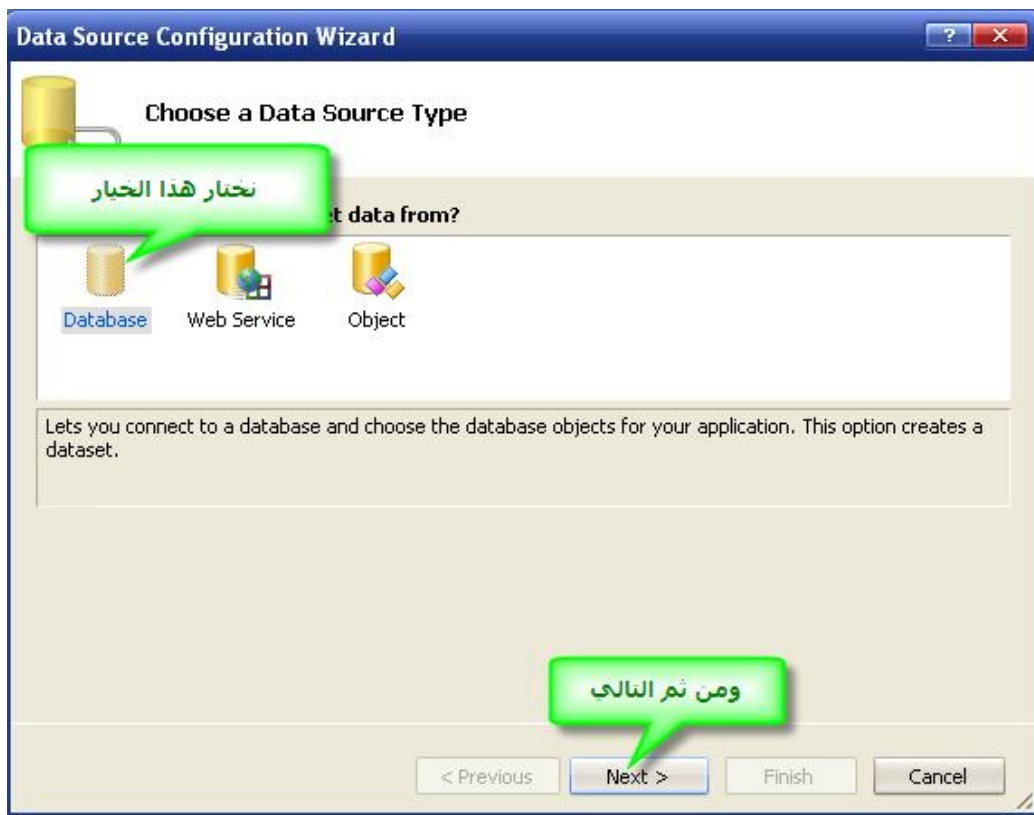 Data Source Configuration Wizard
Choose a Data Source Type
نختار هذا الخيار
data from?
Database Web Service Object
Lets you connect to a database and choose the database objects for your application. This option creates a
dataset.
ومن ثم التالي
< Previous Next > Finish Cancel